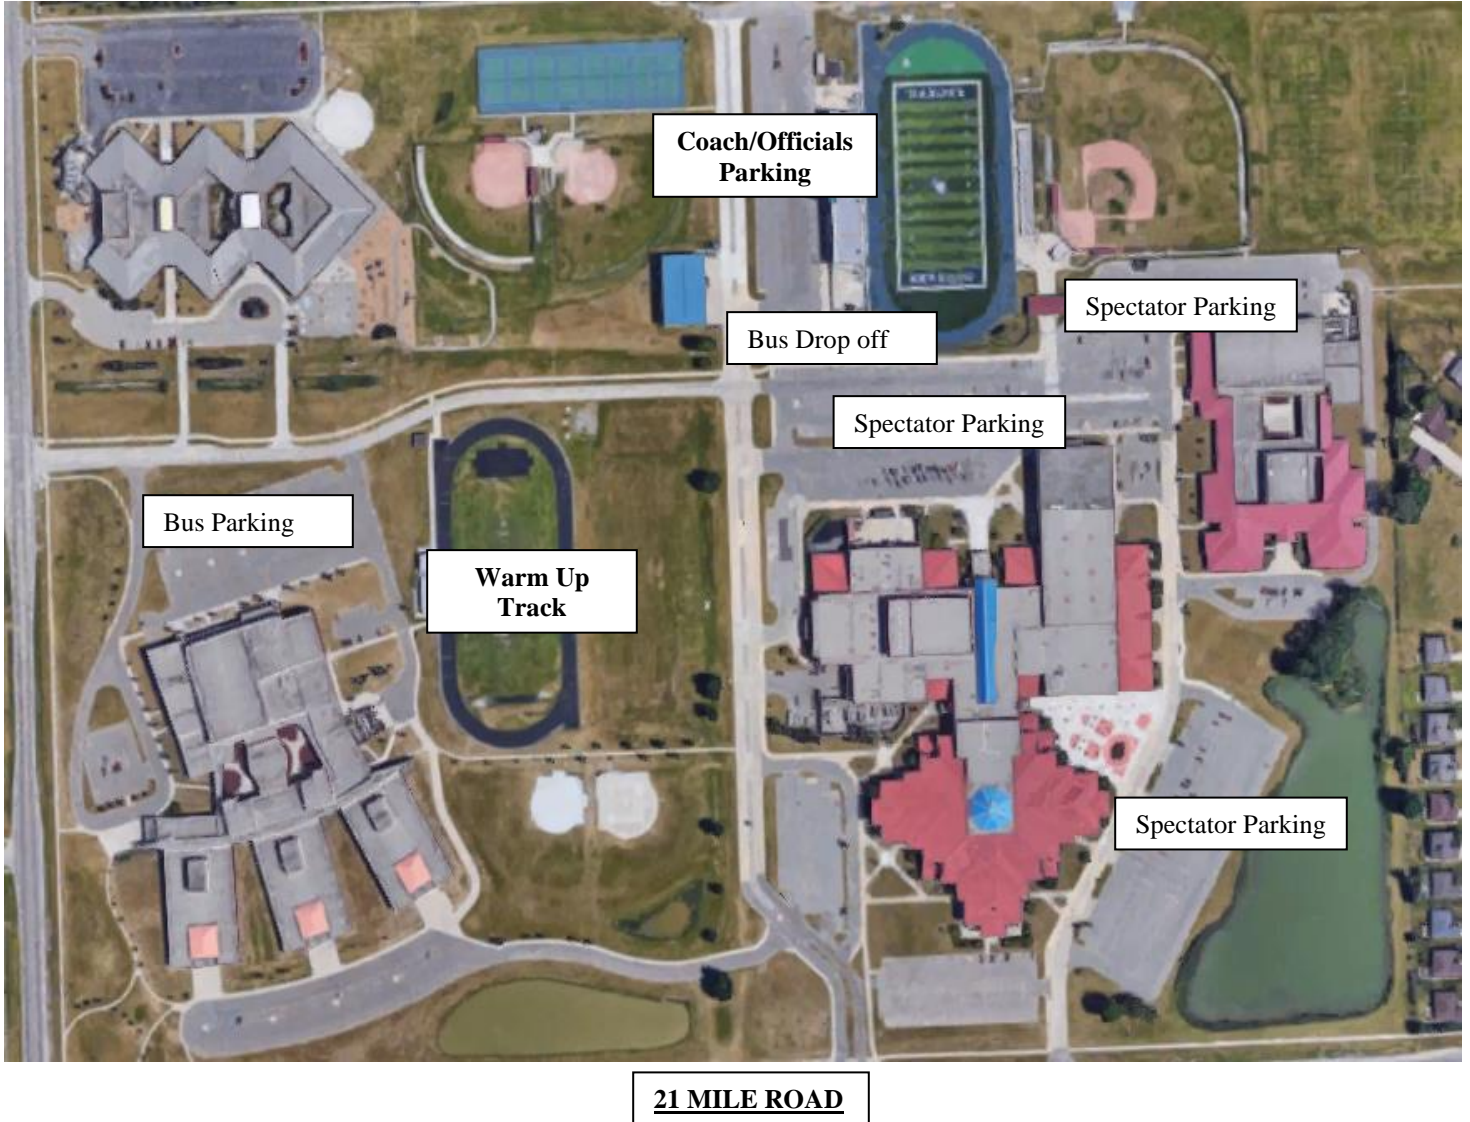 Coach/Officials
Parking
Spectator Parking
Bus Drop off
Spectator Parking
Bus Parking
Warm Up
Track
Spectator Parking
21 MILE ROAD